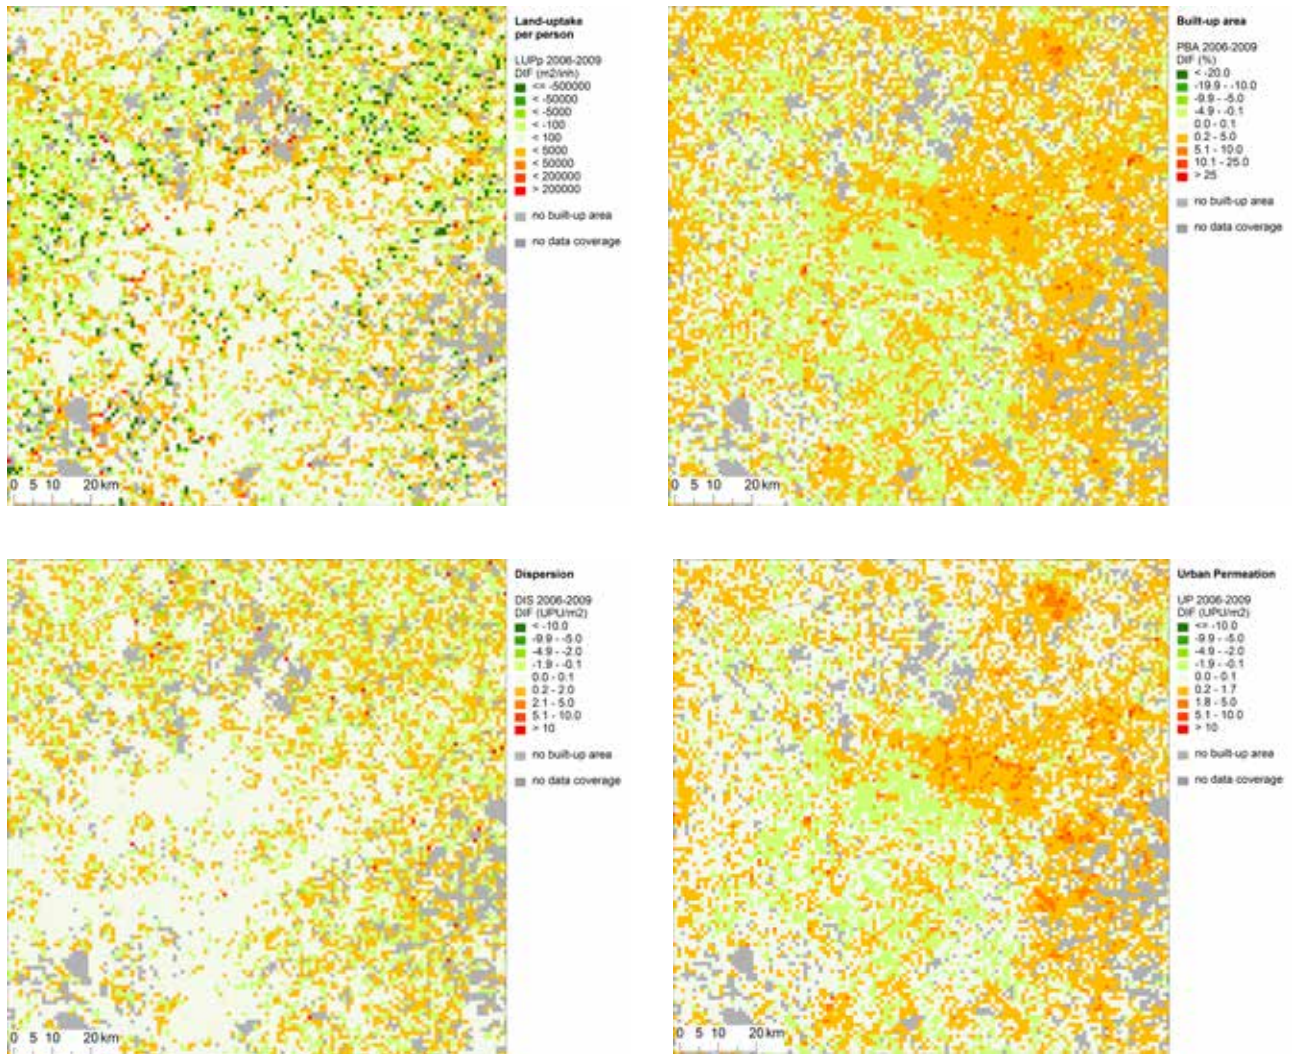 Land-uptake
per person
LUPp 2006-2009
DIF (m2/inh)
<= -500000
< -50000
< -5000
< -100
< 100
< 5000
< 50000
< 200000
> 200000
no built-up area
no data coverage
0 5 10 20 km
Built-up area
PBA 2006-2009
DIF (%)
< -20.0
-19.9 - -10.0
-9.9 - -5.0
-4.9 - -0.1
0.0 - 0.1
0.2 - 5.0
5.1 - 10.0
10.1 - 25.0
> 25
no built-up area
no data coverage
0 5 10 20 km
Dispersion
DIS 2006-2009
DIF (UPU/m2)
< -10.0
-9.9 - -5.0
-4.9 - -2.0
-1.9 - -0.1
0.0 - 0.1
0.2 - 2.0
2.1 - 5.0
5.1 - 10.0
> 10
no built-up area
no data coverage
0 5 10 20 km
Urban Permeation
UP 2006-2009
DIF (UPU/m2)
<= -10.0
-9.9 - -5.0
-4.9 - -2.0
-1.9 - -0.1
0.0 - 0.1
0.2 - 1.7
1.8 - 5.0
5.1 - 10.0
> 10
no built-up area
no data coverage
0 5 10 20 km